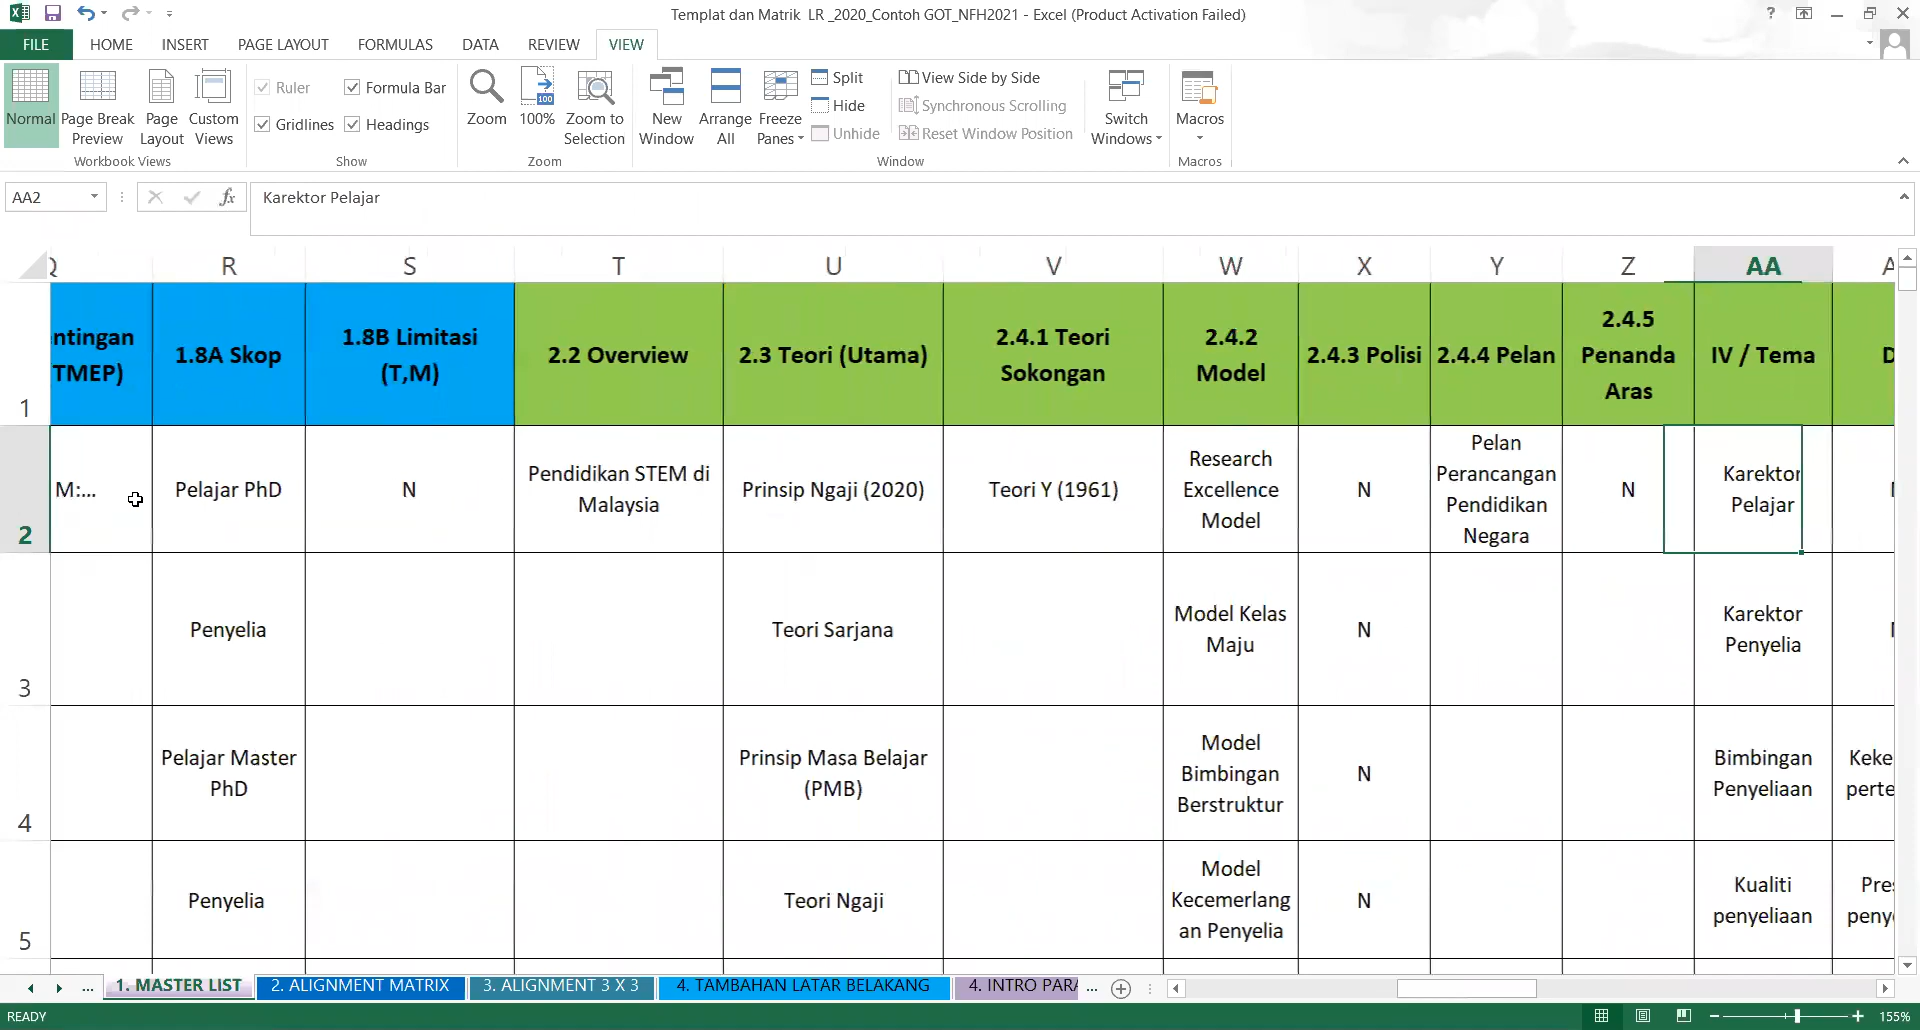 Templat dan Matrik LR _2020_Contoh GOT_NFH2021 - Excel (Product Activation Failed)
FILE HOME INSERT PAGE LAYOUT FORMULAS DATA REVIEW VIEW
Normal
Page Break Preview
Page Layout
Custom Views
Workbook Views
Ruler
Formula Bar
Gridlines
Headings
Show
Zoom
100
100%
Zoom to Selection
Zoom
New Window
Arrange All
Freeze Panes
Split
Hide
Unhide
View Side by Side
Synchronous Scrolling
Reset Window Position
Window
Switch Windows
Macros
Macros
AA2
fx
Karektor Pelajar
Q R S T U V W X Y Z AA A
1
ntingan
TMEP)
1.8A Skop
1.8B Limitasi
(T,M)
2.2 Overview
2.3 Teori (Utama)
2.4.1 Teori
Sokongan
2.4.2
Model
2.4.3 Polisi
2.4.4 Pelan
2.4.5
Penanda
Aras
IV / Tema
D
2
M:...
Pelajar PhD
N
Pendidikan STEM di
Malaysia
Prinsip Ngaji (2020)
Teori Y (1961)
Research
Excellence
Model
N
Pelan
Perancangan
Pendidikan
Negara
N
Karektor
Pelajar
3
Penyelia
Teori Sarjana
Model Kelas
Maju
N
Karektor
Penyelia
4
Pelajar Master
PhD
Prinsip Masa Belajar
(PMB)
Model
Bimbingan
Berstruktur
N
Bimbingan
Penyeliaan
Keke
perte
5
Penyelia
Teori Ngaji
Model
Kecemerlang
an Penyelia
N
Kualiti
penyeliaan
Pres
penye
... 1. MASTER LIST 2. ALIGNMENT MATRIX 3. ALIGNMENT 3 X 3 4. TAMBAHAN LATAR BELAKANG 4. INTRO PARA ...
READY
155%